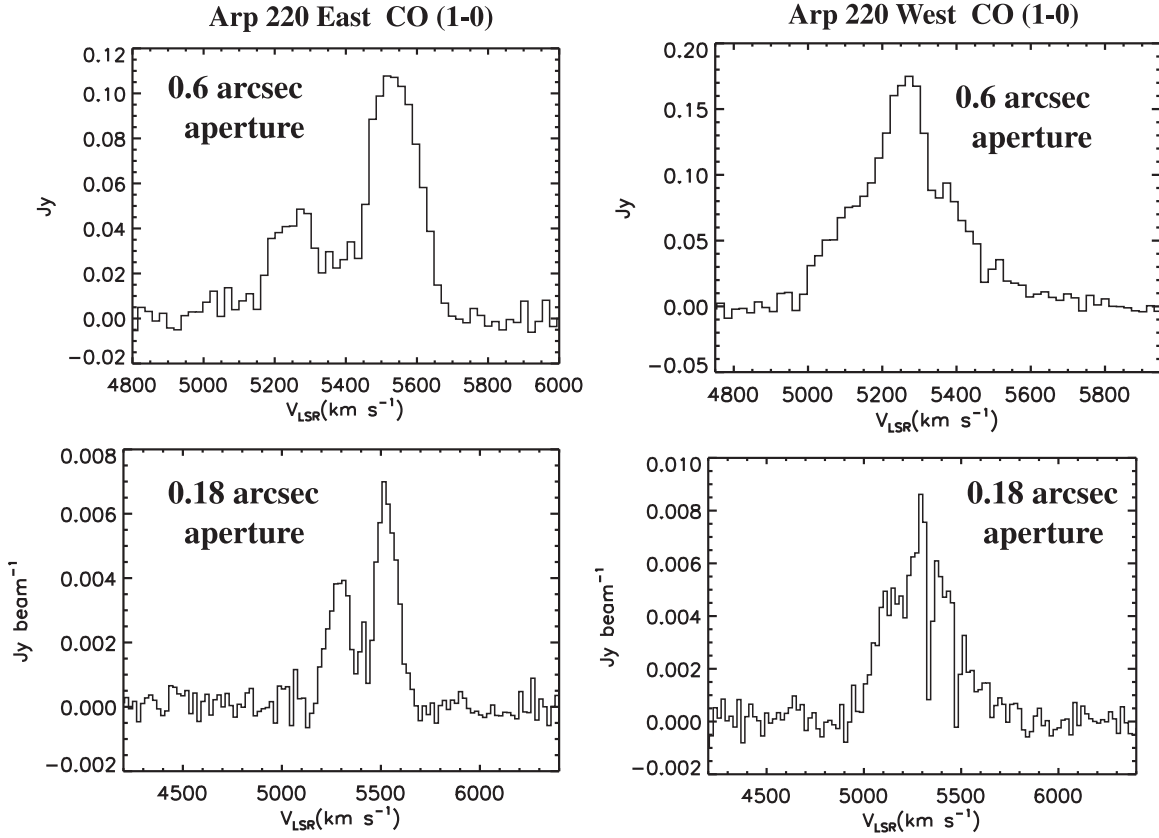 Arp 220 East CO (1-0)
0.12
0.10
0.08
0.06
0.04
0.02
0.00
−0.02
Jy
0.6 arcsec
aperture
4800 5000 5200 5400 5600 5800 6000
V_LSR(km s⁻¹)
Arp 220 West CO (1-0)
0.20
0.15
0.10
0.05
0.00
−0.05
Jy
0.6 arcsec
aperture
4800 5000 5200 5400 5600 5800
V_LSR(km s⁻¹)
0.008
0.006
0.004
0.002
0.000
−0.002
Jy beam⁻¹
0.18 arcsec
aperture
4500 5000 5500 6000
V_LSR(km s⁻¹)
0.010
0.008
0.006
0.004
0.002
0.000
−0.002
Jy beam⁻¹
0.18 arcsec
aperture
4500 5000 5500 6000
V_LSR(km s⁻¹)